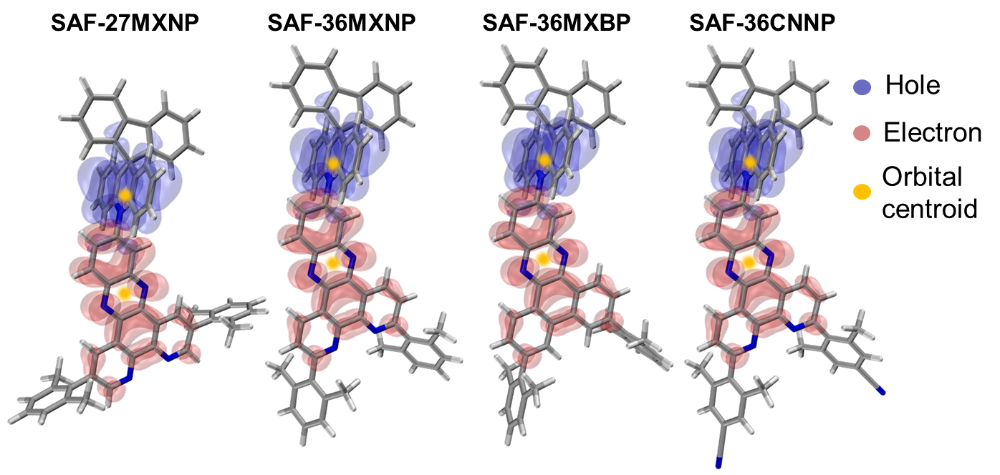 SAF-27MXNP
SAF-36MXNP
SAF-36MXBP
SAF-36CNNP
Hole
Electron
Orbital
centroid